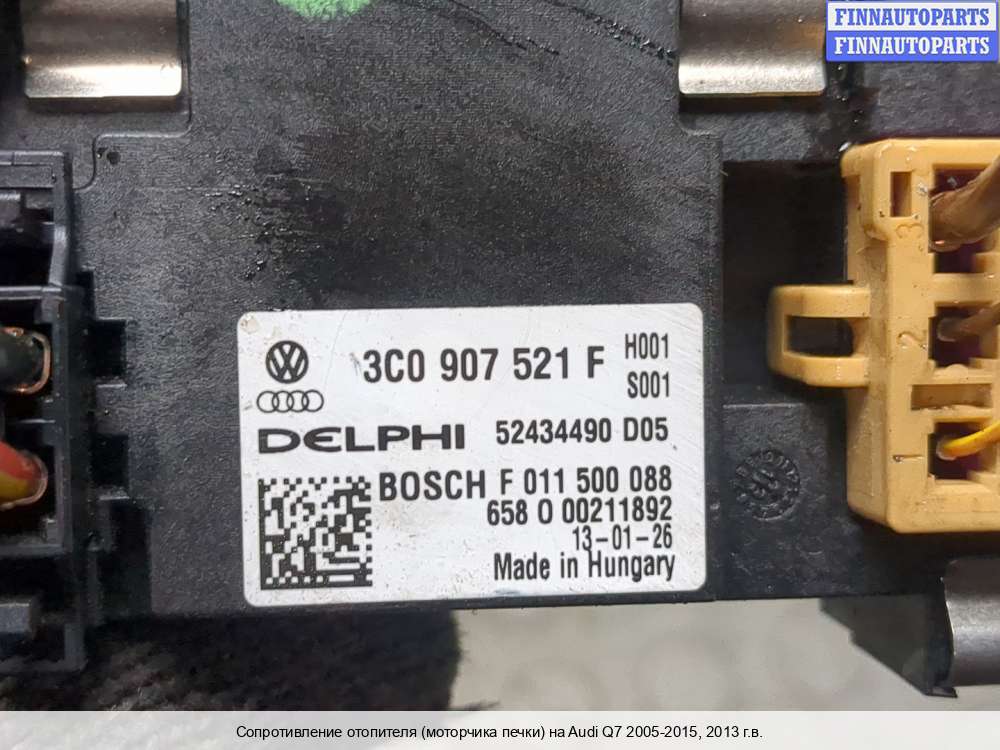 FINNAUTOPARTS
FINNAUTOPARTS
3C0 907 521 F H001
S001
DELPHI 52434490 D05
BOSCH F 011 500 088
658 0 00211892
13-01-26
Made in Hungary
3
2
1
Сопротивление отопителя (моторчика печки) на Audi Q7 2005-2015, 2013 г.в.